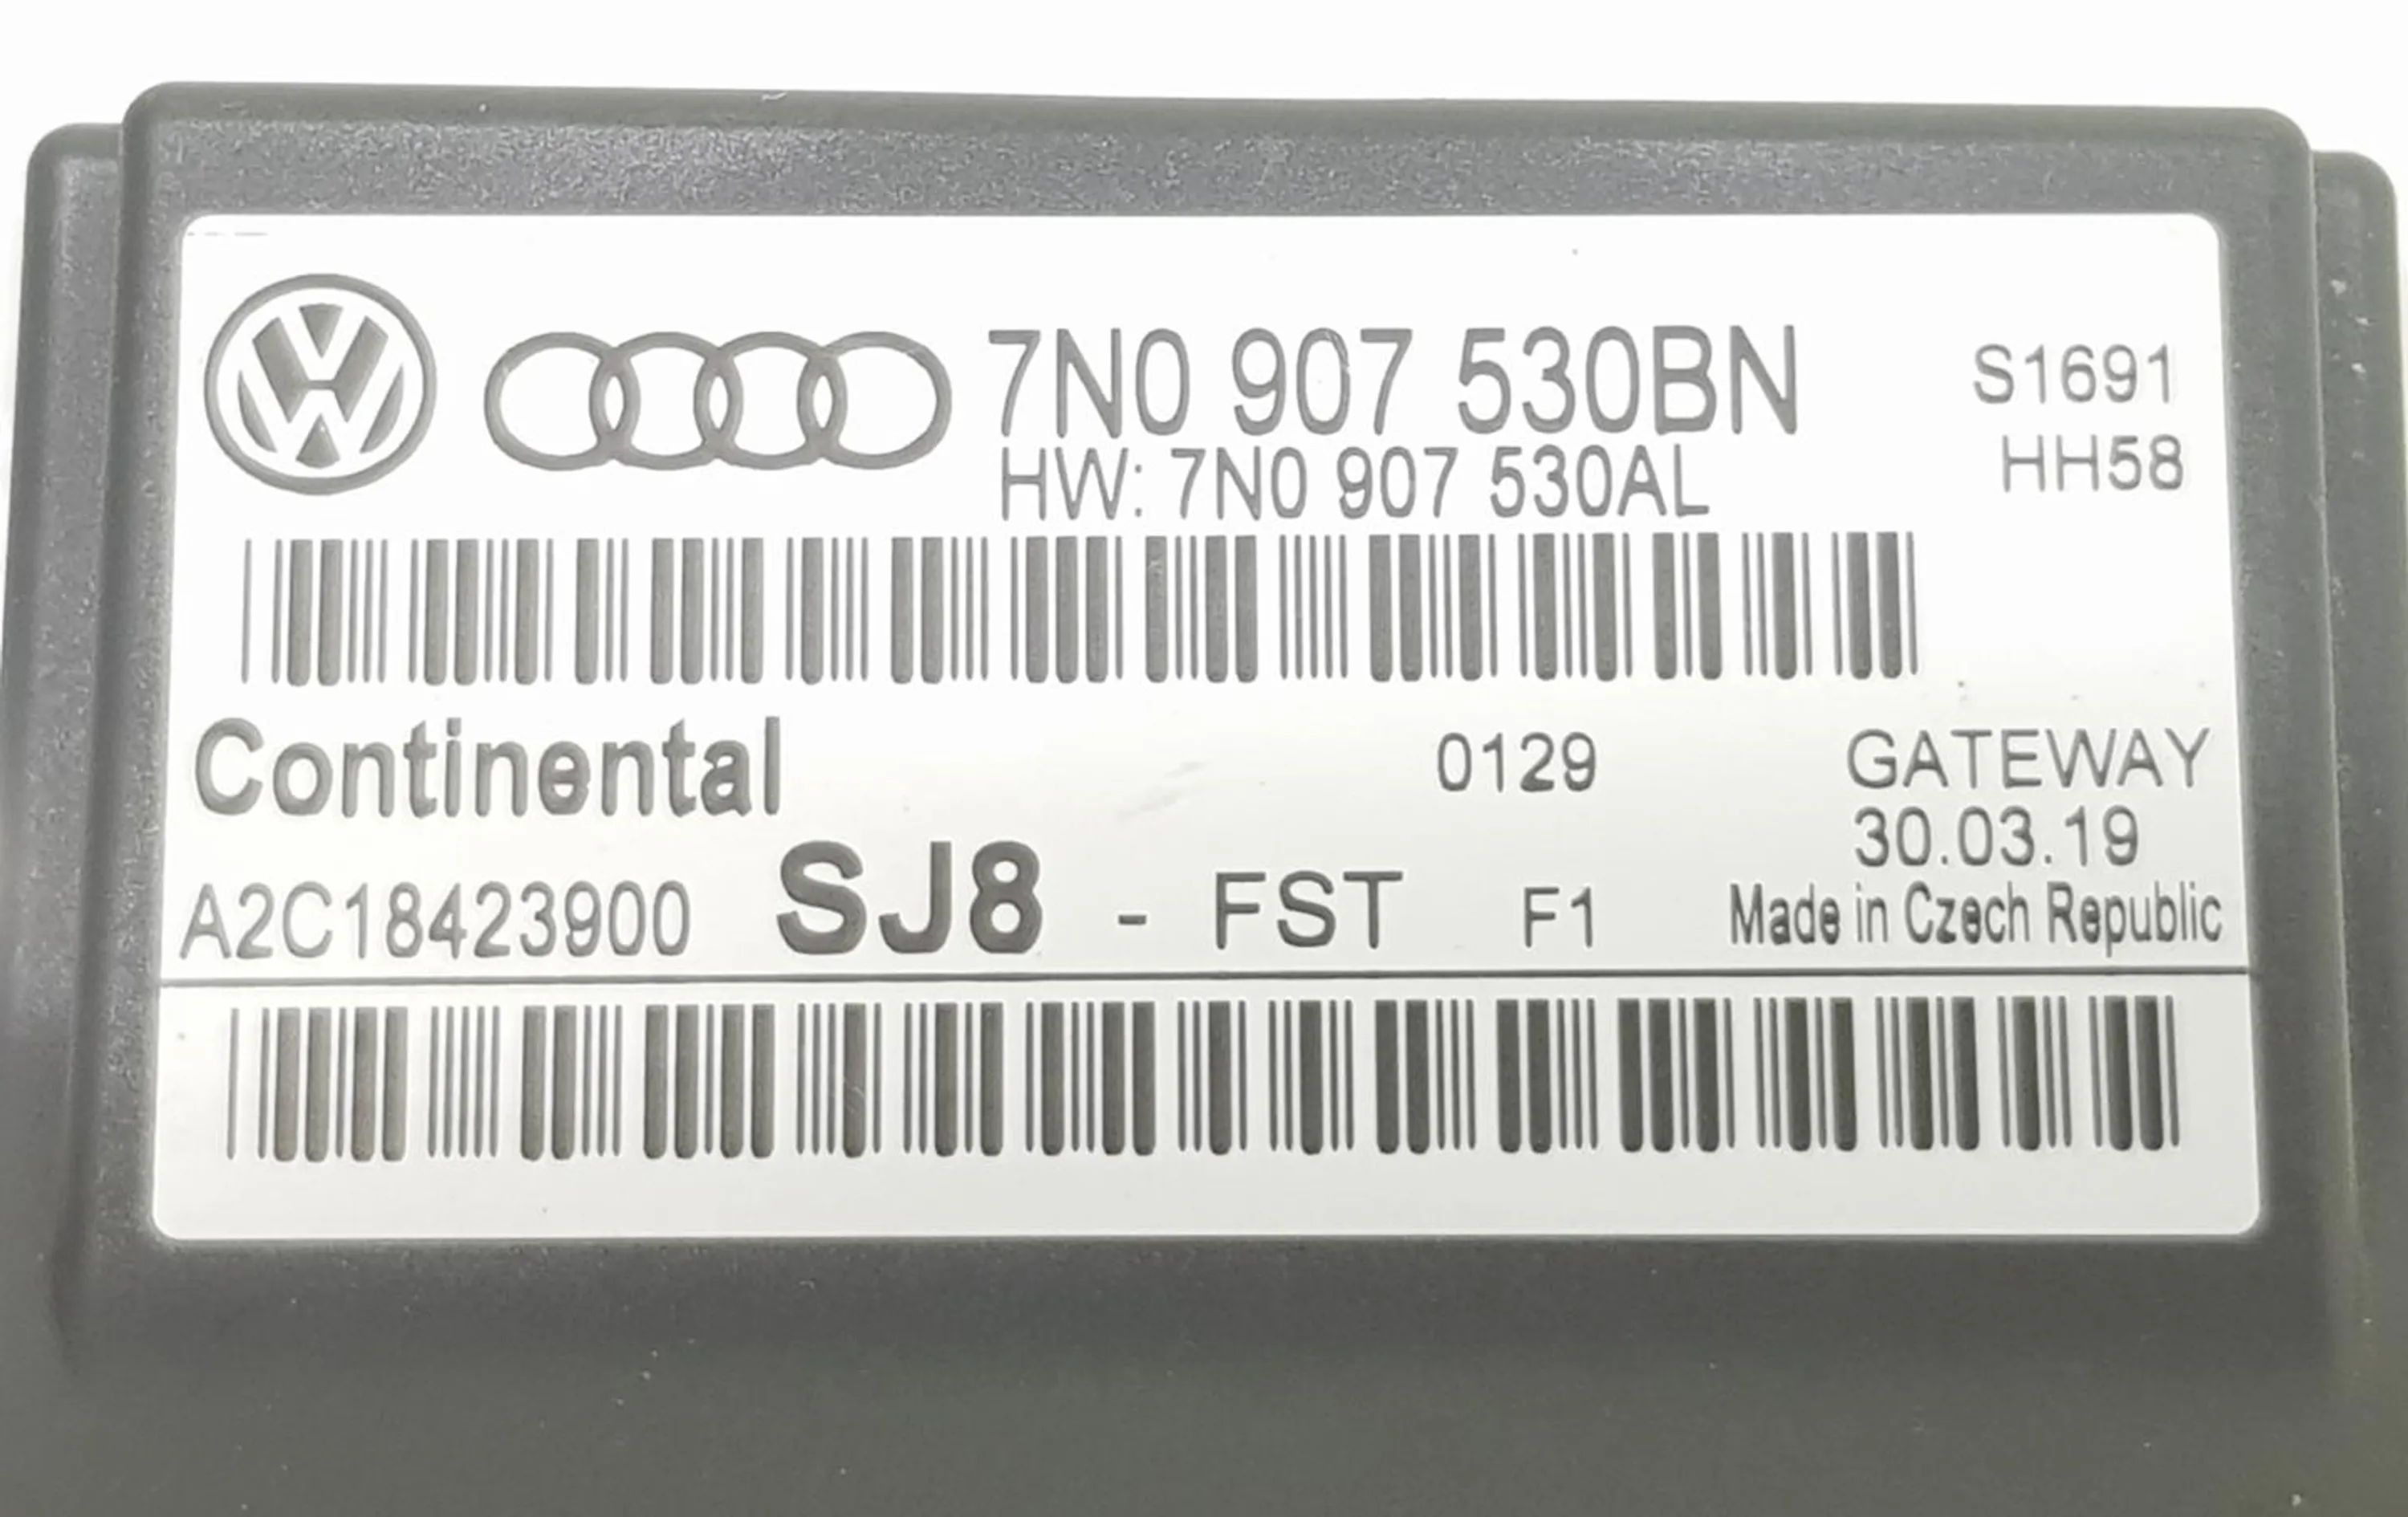 7N0 907 530BN S1691
HW: 7N0 907 530AL HH58
Continental 0129 GATEWAY
30.03.19
A2C18423900 SJ8 - FST F1 Made in Czech Republic